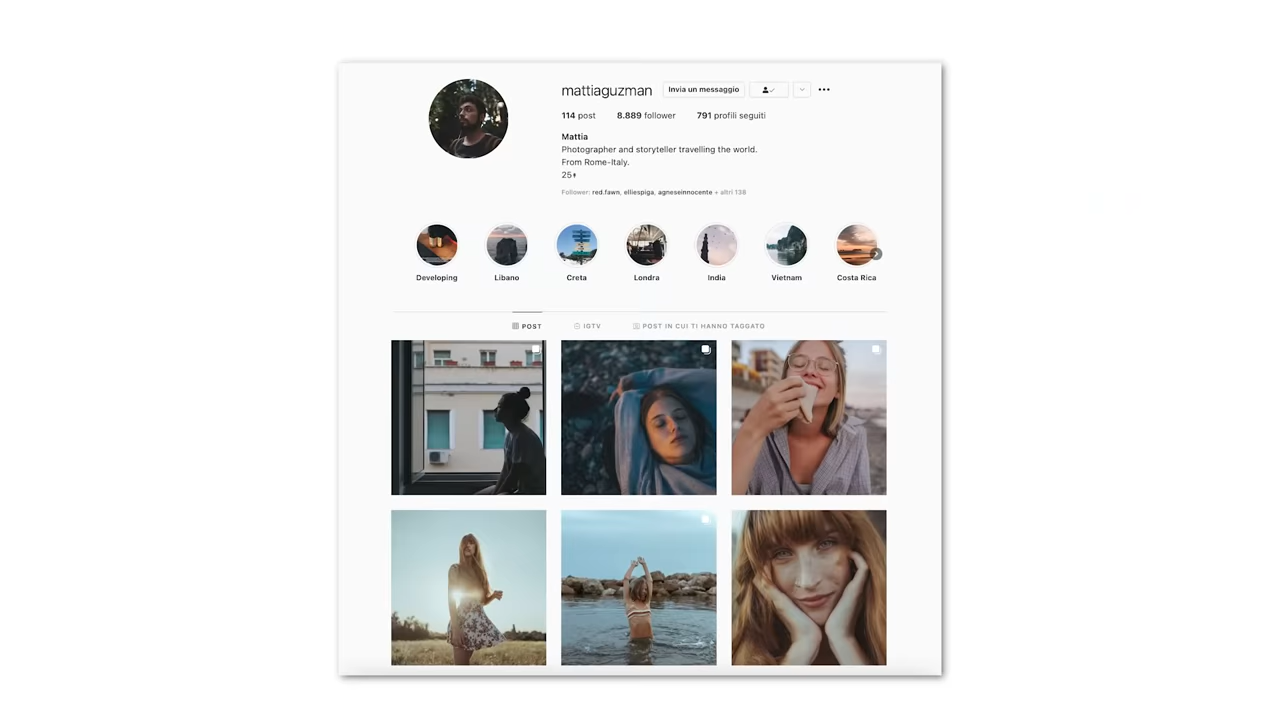 mattiaguzman Invia un messaggio
114 post 8.889 follower 791 profili seguiti
Mattia
Photographer and storyteller travelling the world.
From Rome-Italy.
25
Follower: red.fawn, elliespiga, agneseinnocente + altri 138
Developing Libano Creta Londra India Vietnam Costa Rica
POST IGTV POST IN CUI TI HANNO TAGGATO